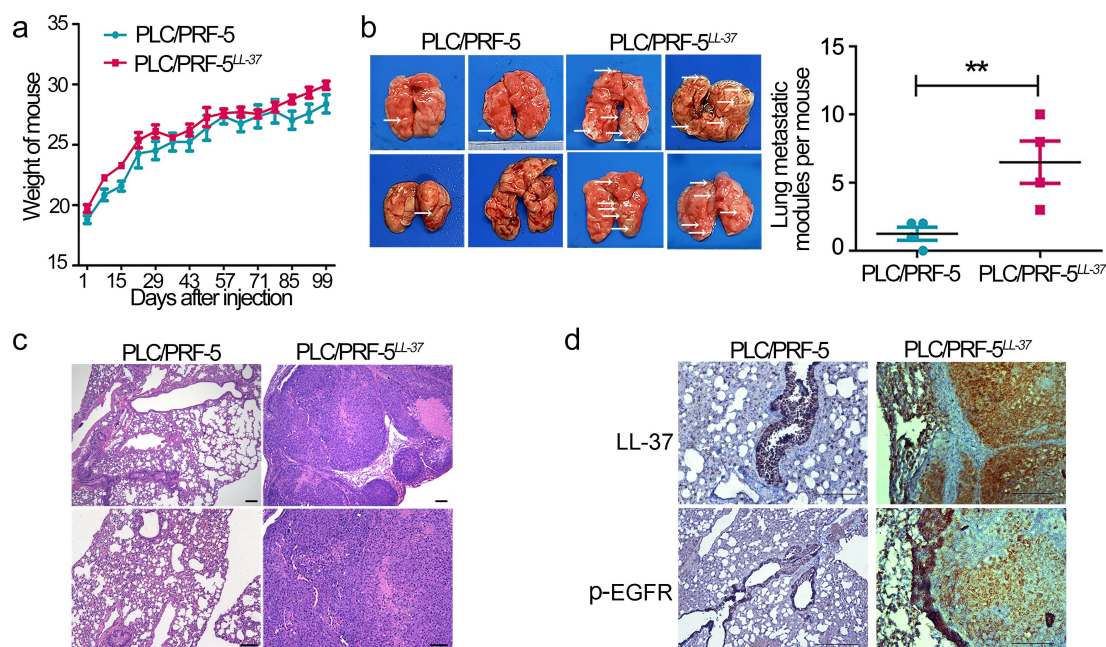 a
Weight of mouse
35
30
25
20
15
PLC/PRF-5
PLC/PRF-5LL-37
1 15 29 43 57 71 85 99
Days after injection
b
PLC/PRF-5
PLC/PRF-5LL-37
Lung metastatic
modules per mouse
15
10
5
0
**
PLC/PRF-5 PLC/PRF-5LL-37
c
PLC/PRF-5
PLC/PRF-5LL-37
d
PLC/PRF-5
PLC/PRF-5LL-37
LL-37
p-EGFR